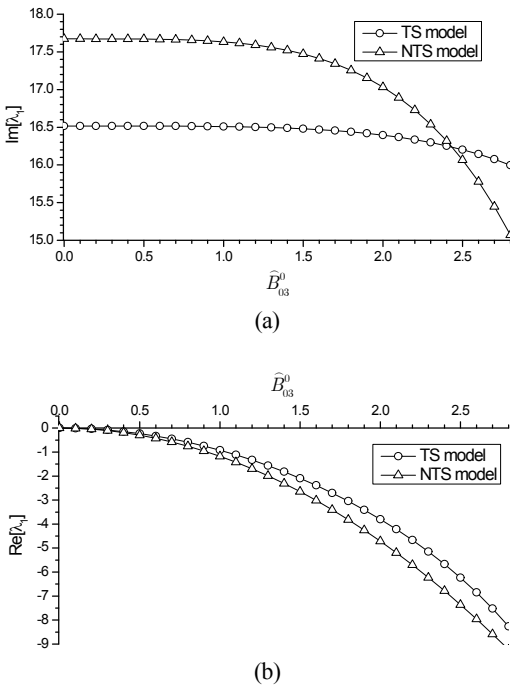 18.0
17.5
17.0
16.5
16.0
15.5
15.0
Im[λ₁]
TS model
NTS model
0.0 0.5 1.0 1.5 2.0 2.5
B̂⁰₀₃
(a)
B̂⁰₀₃
0.0 0.5 1.0 1.5 2.0 2.5
0
-1
-2
-3
-4
-5
-6
-7
-8
-9
Re[λ₁]
TS model
NTS model
(b)